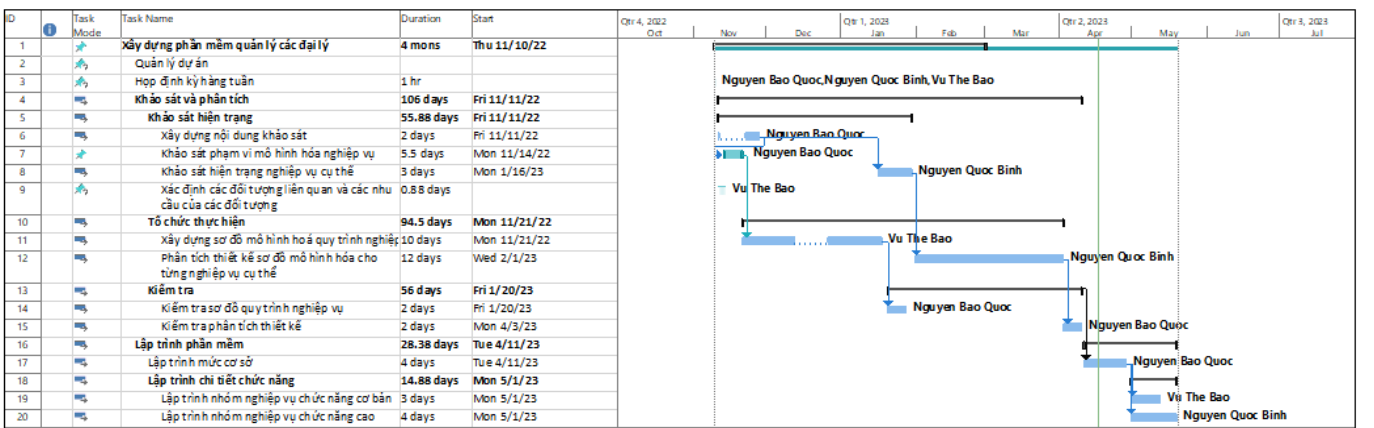 ID Task Mode Task Name Duration Start
Qtr 4, 2022 Qtr 1, 2023 Qtr 2, 2023 Qtr 3, 2023
Oct Nov Dec Jan Feb Mar Apr May Jun Jul
1 Xây dựng phần mềm quản lý các đại lý 4 mons Thu 11/10/22
2 Quản lý dự án
3 Họp định kỳ hàng tuần 1 hr Nguyen Bao Quoc,Nguyen Quoc Binh,Vu The Bao
4 Khảo sát và phân tích 106 days Fri 11/11/22
5 Khảo sát hiện trạng 55.88 days Fri 11/11/22
6 Xây dựng nội dung khảo sát 2 days Fri 11/11/22 Nguyen Bao Quoc
7 Khảo sát phạm vi mô hình hóa nghiệp vụ 5.5 days Mon 11/14/22 Nguyen Bao Quoc
8 Khảo sát hiện trạng nghiệp vụ cụ thể 3 days Mon 1/16/23 Nguyen Quoc Binh
9 Xác định các đối tượng liên quan và các nhu 0.88 days Vu The Bao
cầu của các đối tượng
10 Tổ chức thực hiện 94.5 days Mon 11/21/22
11 Xây dựng sơ đồ mô hình hoá quy trình nghiệp 10 days Mon 11/21/22 Vu The Bao
12 Phân tích thiết kế sơ đồ mô hình hóa cho 12 days Wed 2/1/23 Nguyen Quoc Binh
từng nghiệp vụ cụ thể
13 Kiểm tra 56 days Fri 1/20/23
14 Kiểm tra sơ đồ quy trình nghiệp vụ 2 days Fri 1/20/23 Nguyen Bao Quoc
15 Kiểm tra phân tích thiết kế 2 days Mon 4/3/23 Nguyen Bao Quoc
16 Lập trình phần mềm 28.38 days Tue 4/11/23
17 Lập trình mức cơ sở 4 days Tue 4/11/23 Nguyen Bao Quoc
18 Lập trình chi tiết chức năng 14.88 days Mon 5/1/23
19 Lập trình nhóm nghiệp vụ chức năng cơ bản 3 days Mon 5/1/23 Vu The Bao
20 Lập trình nhóm nghiệp vụ chức năng cao 4 days Mon 5/1/23 Nguyen Quoc Binh